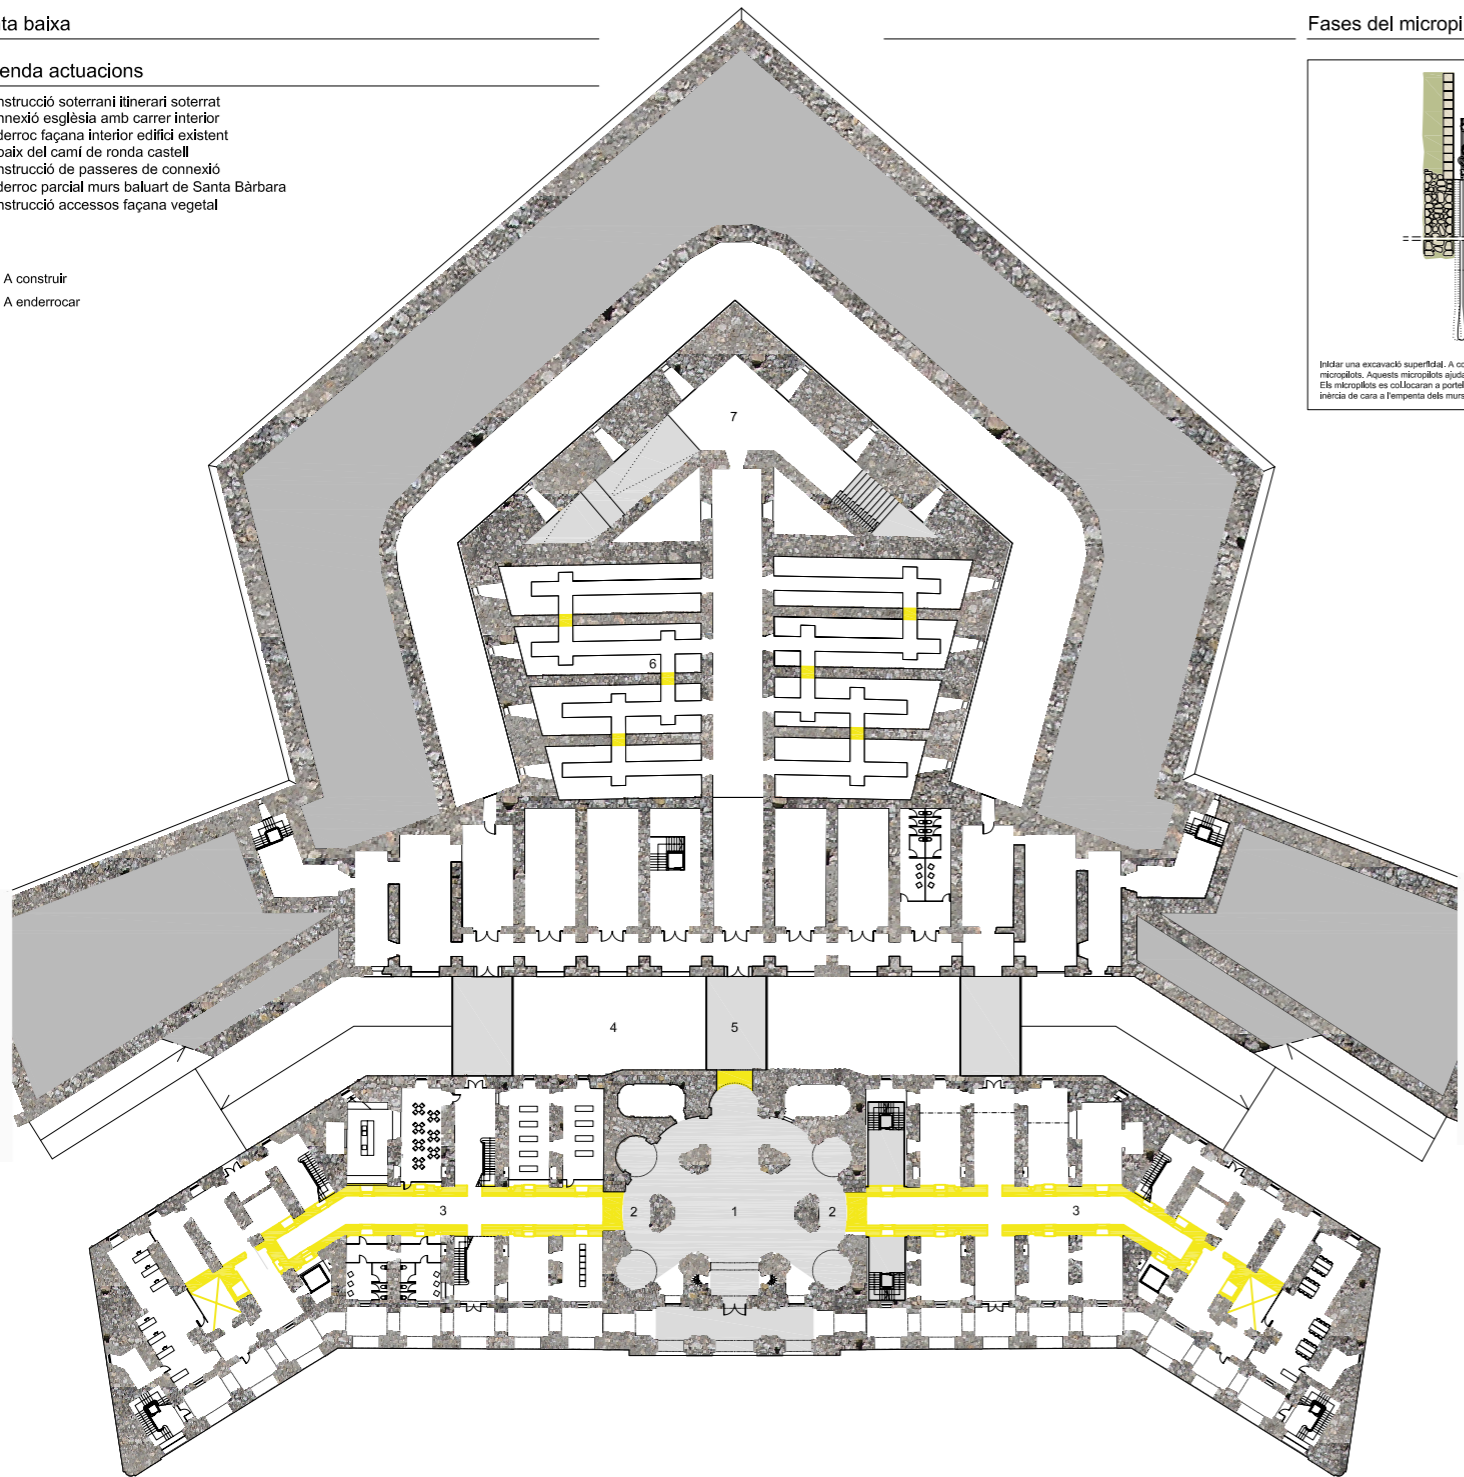 ta baixa
enda actuacions
nstrucció soterrani itinerari soterrat
nnexió esglèsia amb carrer interior
derroc façana interior edifici existent
baix del camí de ronda castell
nstrucció de passeres de connexió
derroc parcial murs baluart de Santa Bàrbara
nstrucció accessos façana vegetal
A construir
A enderrocar
Fases del micropi
Iniciar una excavació superficial. A co
micropilots. Aquests micropilots ajuda
Els micropilots es col.locaran a portel
inèrcia de cara a l'empenta dels murs
7
6
4
5
3
2
1
2
3